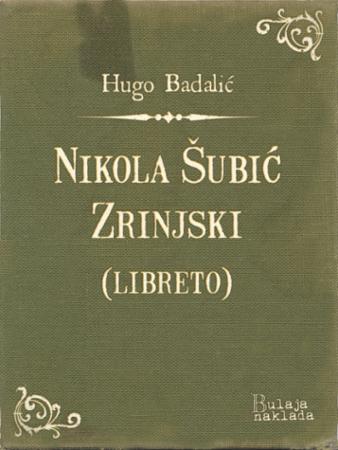 Hugo Badalić
Nikola Šubić
Zrinjski
(libreto)
Bulaja
naklada